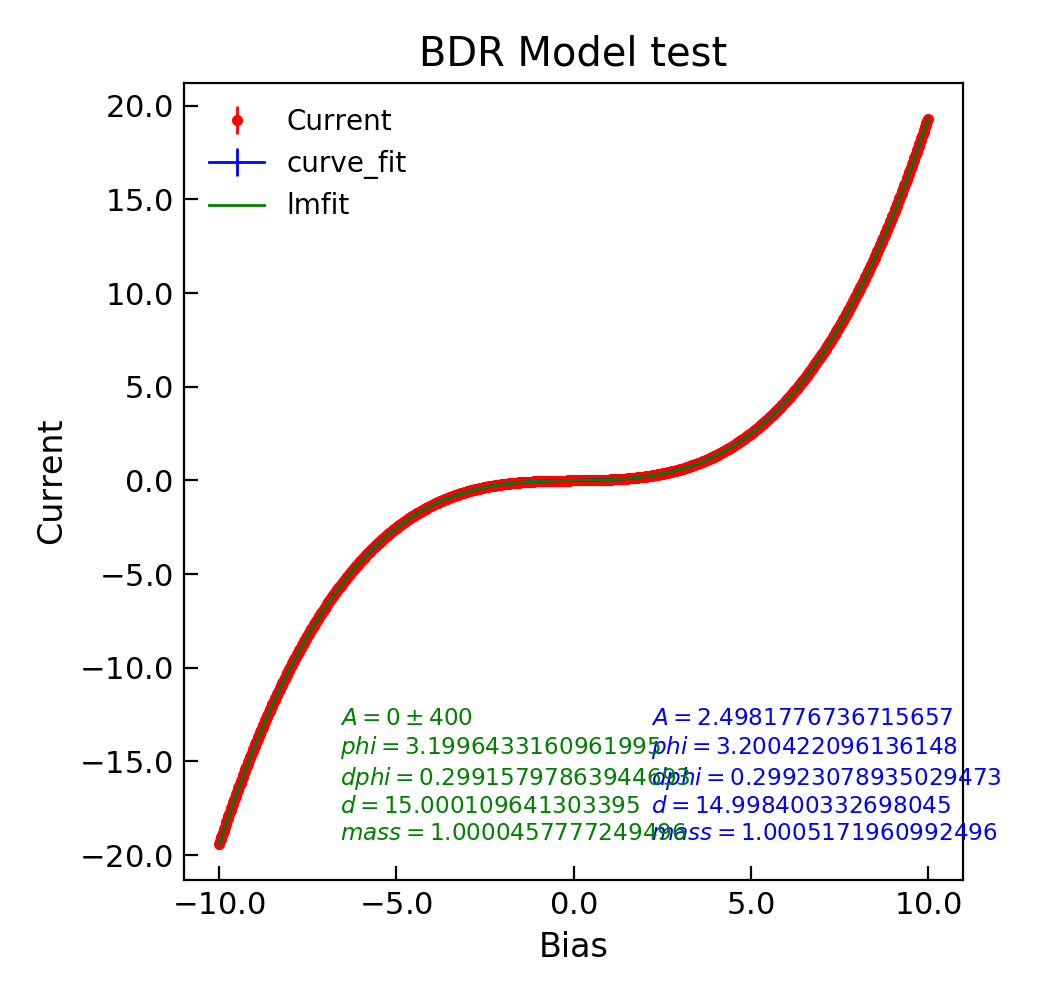 BDR Model test
Current
curve_fit
lmfit
20.0
15.0
10.0
5.0
0.0
−5.0
−10.0
−15.0
−20.0
Current
A = 0 ± 400
phi = 3.1996433160961995
dphi = 0.29915797863944693
d = 15.000109641303395
mass = 1.0000457777249496
A = 2.4981776736715657
phi = 3.200422096136148
dphi = 0.29923078935029473
d = 14.998400332698045
mass = 1.0005171960992496
−10.0
−5.0
0.0
5.0
10.0
Bias